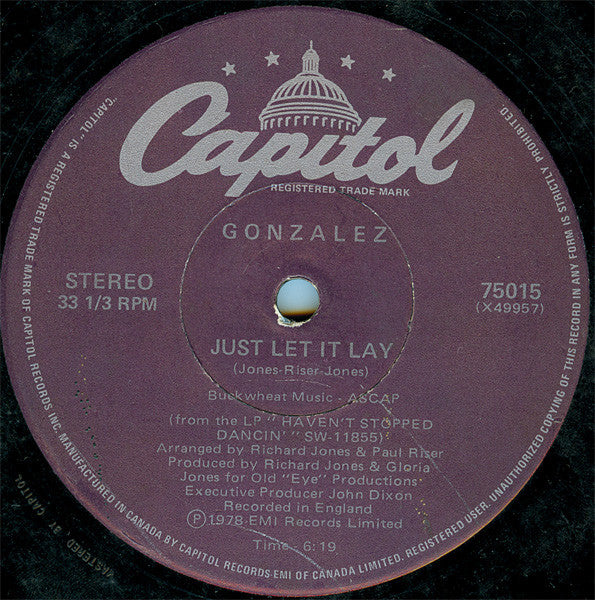 Capitol
REGISTERED TRADE MARK
GONZALEZ
STEREO
33 1/3 RPM
75015
(X49957)
JUST LET IT LAY
(Jones-Riser-Jones)
Buckwheat Music - ASCAP
(from the LP "HAVEN'T STOPPED
DANCIN'" SW-11855)
Arranged by Richard Jones & Paul Riser
Produced by Richard Jones & Gloria
Jones for Old "Eye" Productions
Executive Producer John Dixon
Recorded in England
Ⓟ 1978 EMI Records Limited
Time - 6:19
"CAPITOL" IS A REGISTERED TRADE MARK OF CAPITOL RECORDS INC. MANUFACTURED IN CANADA BY CAPITOL RECORDS-EMI OF CANADA LIMITED. REGISTERED USER. UNAUTHORIZED COPYING OF THIS RECORD IN ANY FORM IS STRICTLY PROHIBITED
MASTERED BY CAPITOL